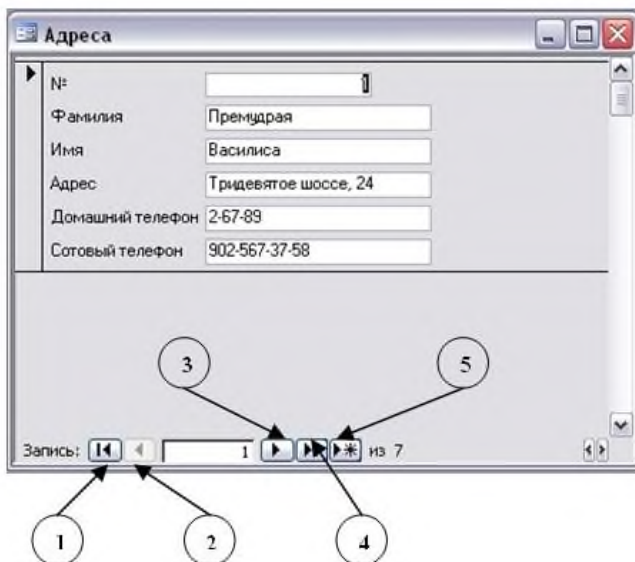 Адреса
№ 1
Фамилия Премудрая
Имя Василиса
Адрес Тридевятое шоссе, 24
Домашний телефон 2-67-89
Сотовый телефон 902-567-37-58
3 5
Запись: 1 из 7
1 2 4